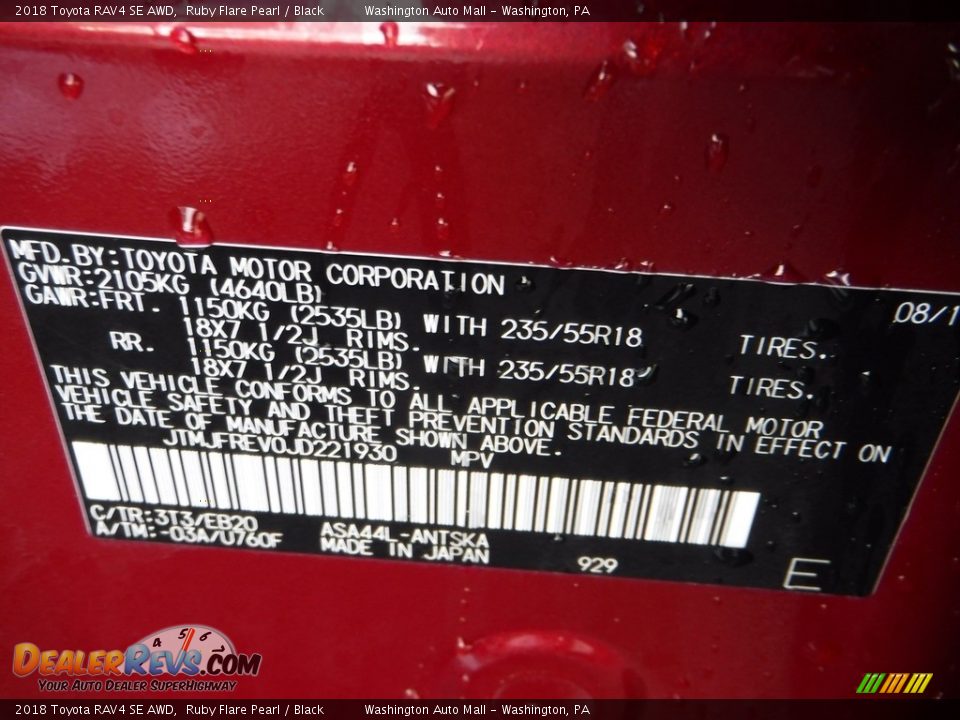 2018 Toyota RAV4 SE AWD, Ruby Flare Pearl / Black Washington Auto Mall - Washington, PA
MFD.BY:TOYOTA MOTOR CORPORATION 08/1
GVWR:2105KG (4640LB)
GAWR:FRT. 1150KG (2535LB) WITH 235/55R18 TIRES.
18X7 1/2J RIMS.
RR. 1150KG (2535LB) WITH 235/55R18 TIRES.
18X7 1/2J RIMS.
THIS VEHICLE CONFORMS TO ALL APPLICABLE FEDERAL MOTOR
VEHICLE SAFETY AND THEFT PREVENTION STANDARDS IN EFFECT ON
THE DATE OF MANUFACTURE SHOWN ABOVE.
JTMJFREV0JD221930 MPV
C/TR:3T3/EB20 ASA44L-ANTSKA
A/TM:-03A/U760F MADE IN JAPAN 929 E
4 5 6
DEALERREVS.COM
Your Auto Dealer SuperHighway
2018 Toyota RAV4 SE AWD, Ruby Flare Pearl / Black Washington Auto Mall - Washington, PA